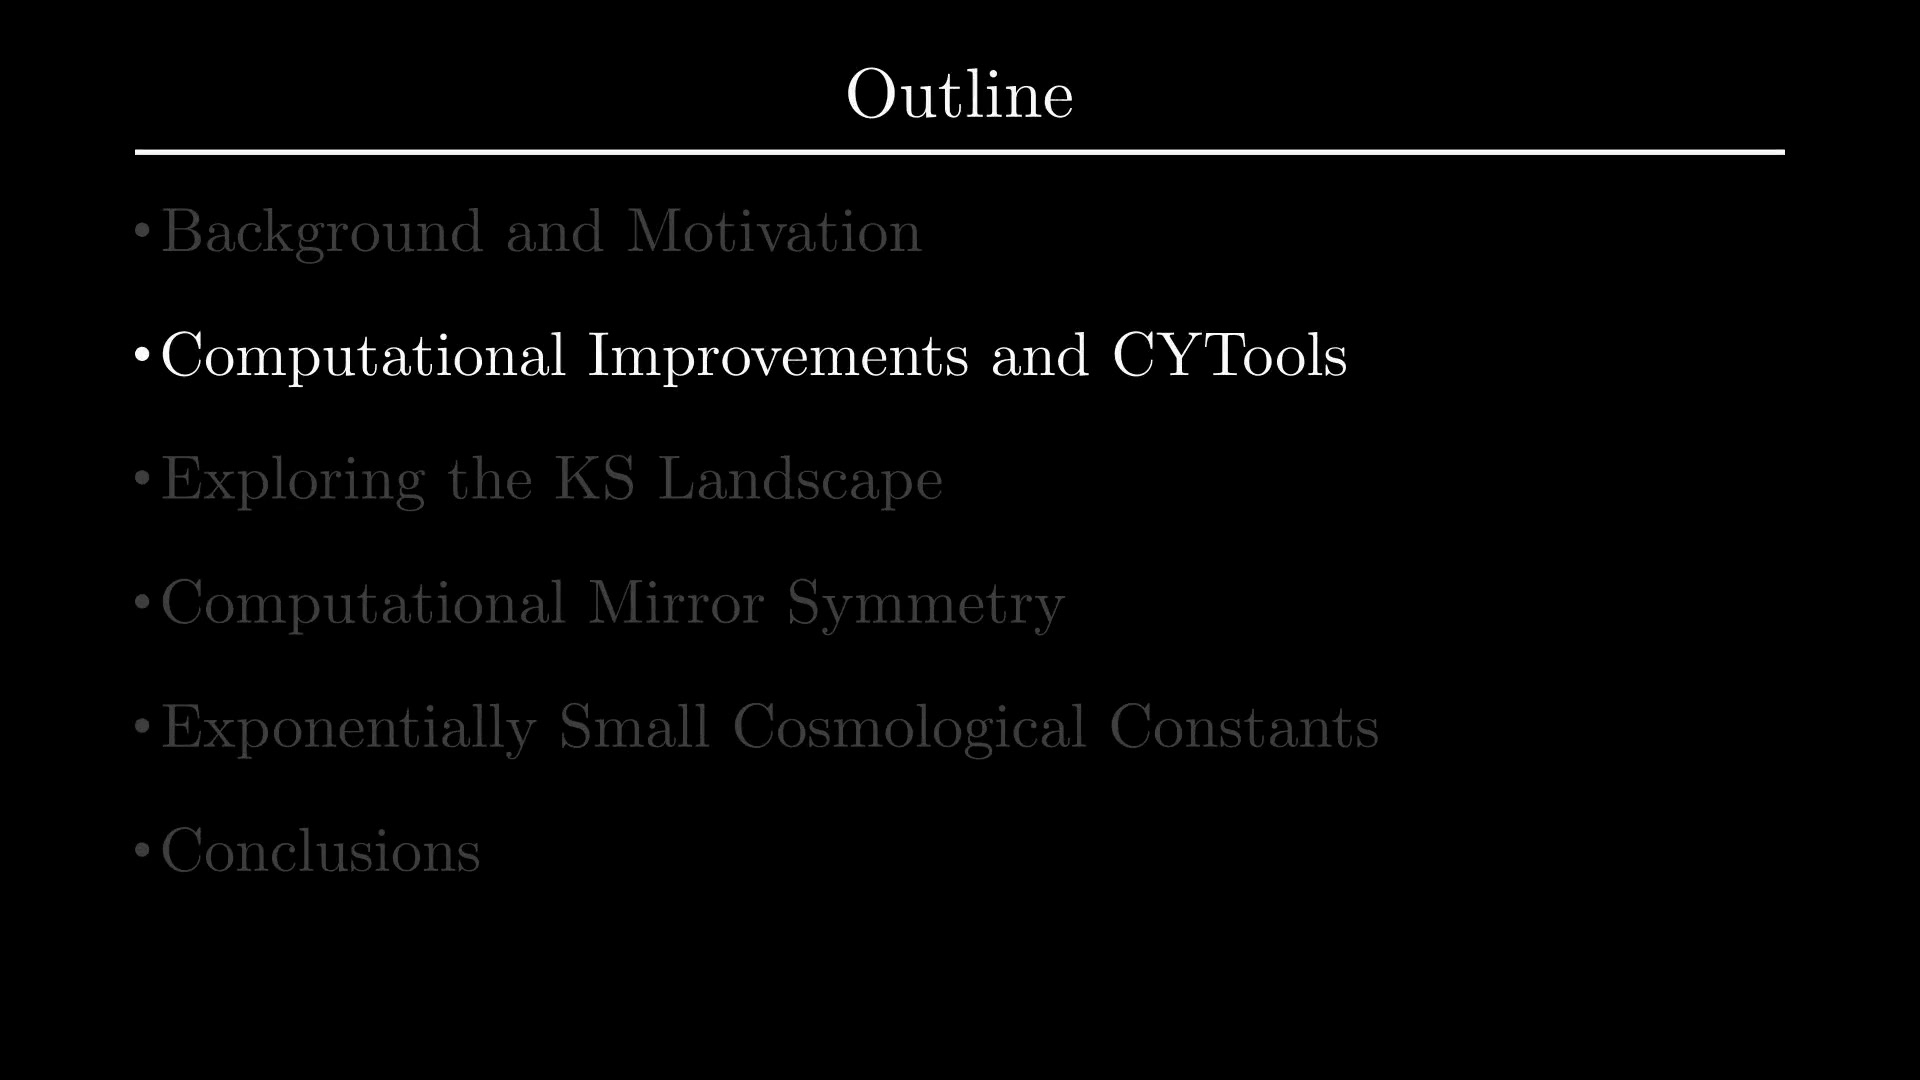 Outline
• Background and Motivation
• Computational Improvements and CYTools
• Exploring the KS Landscape
• Computational Mirror Symmetry
• Exponentially Small Cosmological Constants
• Conclusions